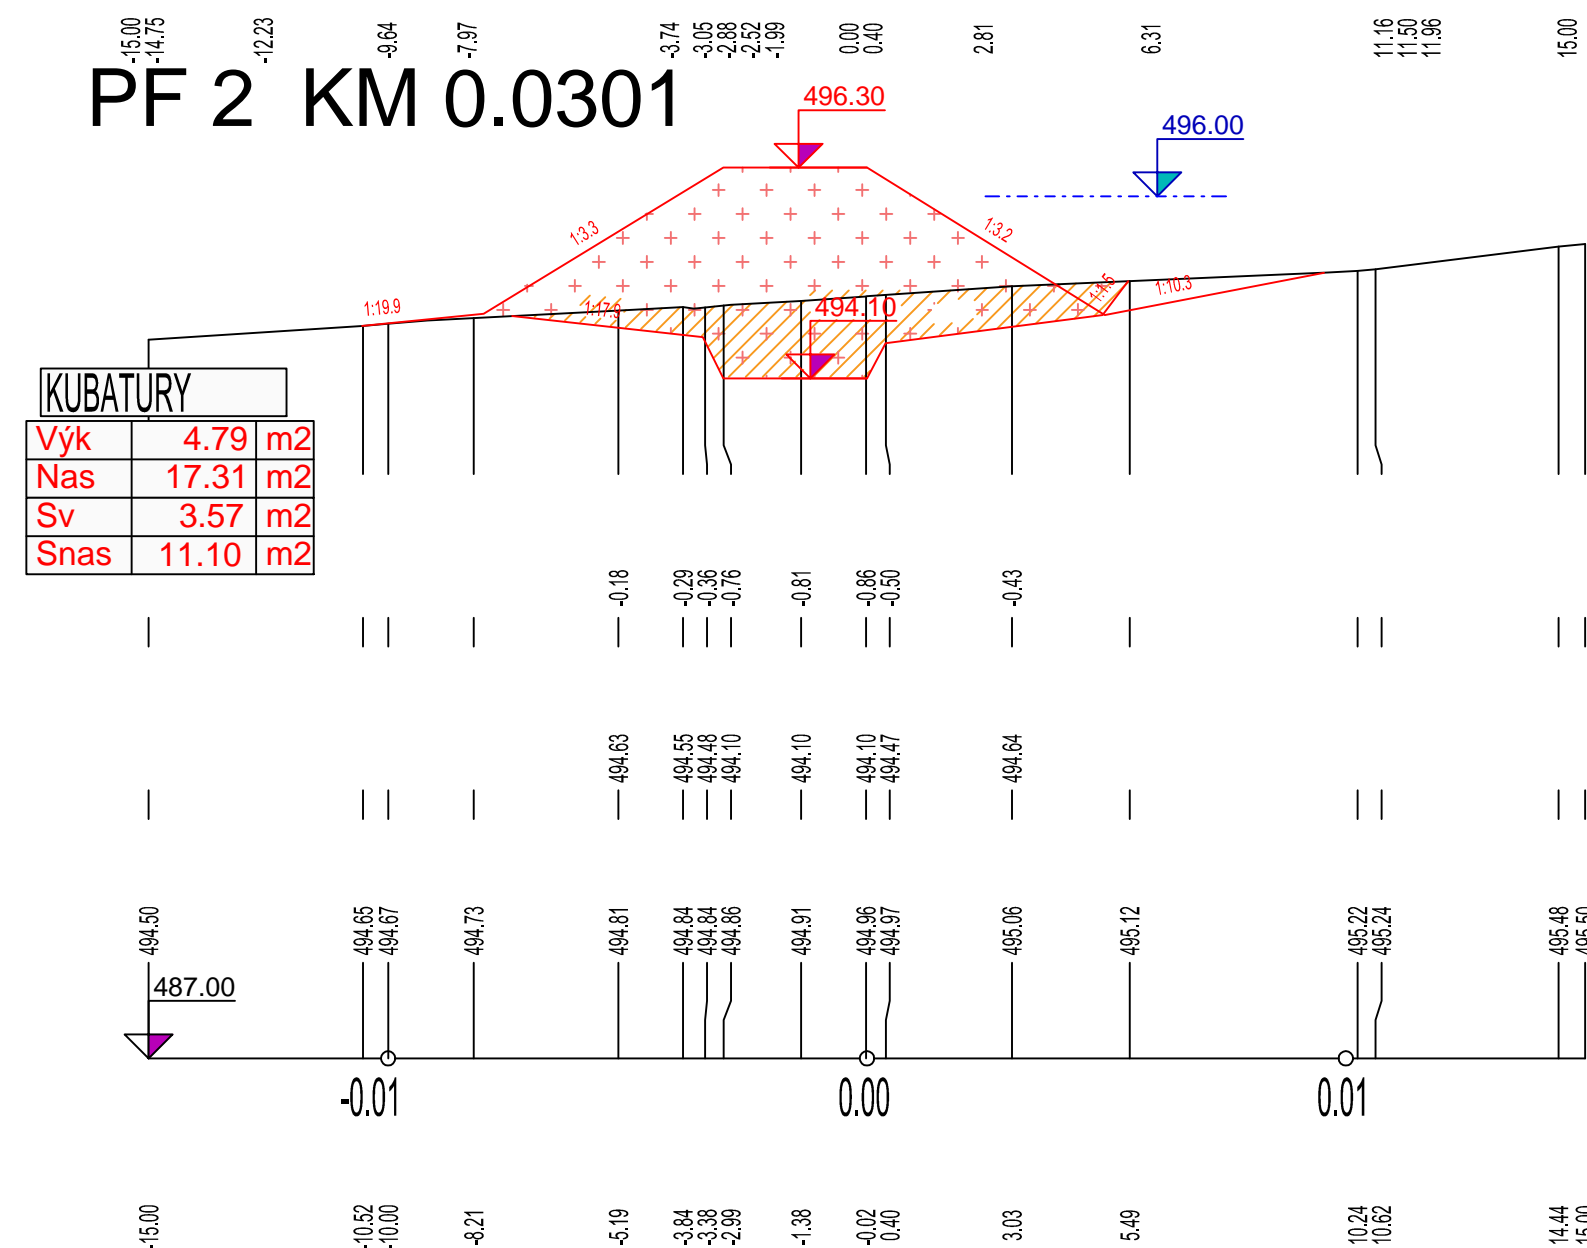 -15.00 -14.75 -12.23 -9.64 -7.97 -3.74 -3.05 -2.88 -2.52 -1.99 0.00 0.40 2.81 6.31 11.16 11.50 11.96 15.00
PF 2 KM 0.0301
496.30
496.00
1:3.3
1:3.2
1:19.9
1:1.5
1:10.3
494.10
KUBATURY
Výk 4.79 m2
Nas 17.31 m2
Sv 3.57 m2
Snas 11.10 m2
-0.18 -0.29 -0.36 -0.76 -0.81 -0.86 -0.50 -0.43
494.63 494.55 494.48 494.10 494.10 494.10 494.47 494.64
494.50 494.65 494.67 494.73 494.81 494.84 494.84 494.86 494.91 494.96 494.97 495.06 495.12 495.22 495.24 495.48 495.50
487.00
-0.01 0.00 0.01
-15.00 -10.52 -10.00 -8.21 -5.19 -3.84 -3.38 -2.99 -1.38 -0.02 0.40 3.03 5.49 10.24 10.62 14.44 15.00